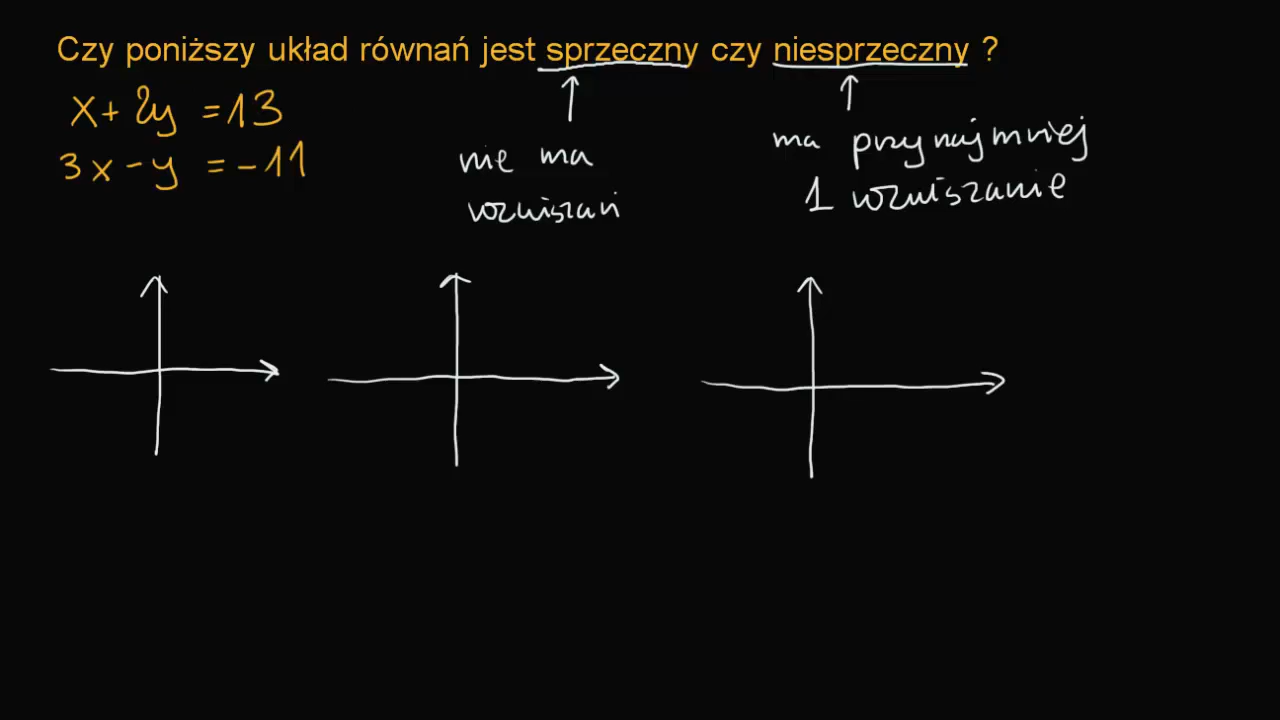 Czy poniższy układ równań jest sprzeczny czy niesprzeczny ?
x + 2y = 13
3x - y = -11
nie ma
rozwiązań
ma przynajmniej
1 rozwiązanie